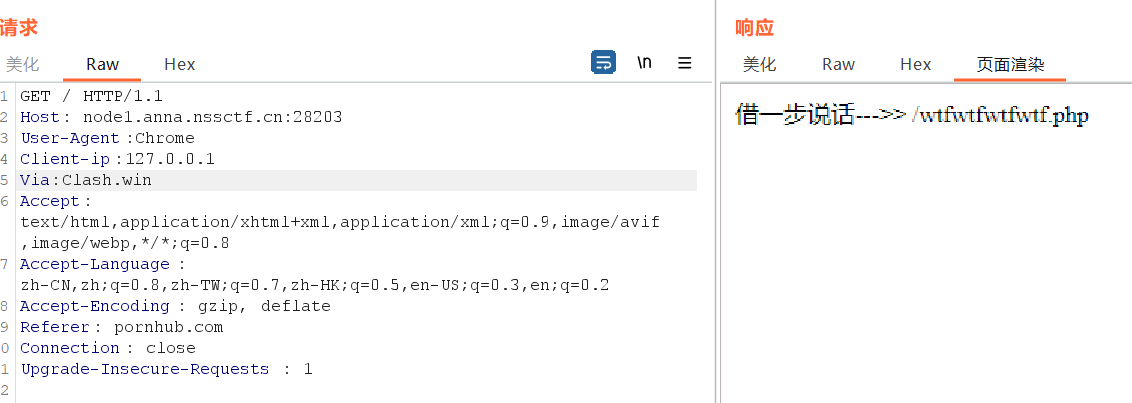 请求
美化 Raw Hex \n
1 GET / HTTP/1.1
2 Host: node1.anna.nssctf.cn:28203
3 User-Agent:Chrome
4 Client-ip:127.0.0.1
5 Via:Clash.win
6 Accept:
text/html,application/xhtml+xml,application/xml;q=0.9,image/avif
,image/webp,*/*;q=0.8
7 Accept-Language:
zh-CN,zh;q=0.8,zh-TW;q=0.7,zh-HK;q=0.5,en-US;q=0.3,en;q=0.2
8 Accept-Encoding: gzip, deflate
9 Referer: pornhub.com
0 Connection: close
1 Upgrade-Insecure-Requests: 1
2
响应
美化 Raw Hex 页面渲染
借一步说话--->> /wtfwtfwtfwtf.php